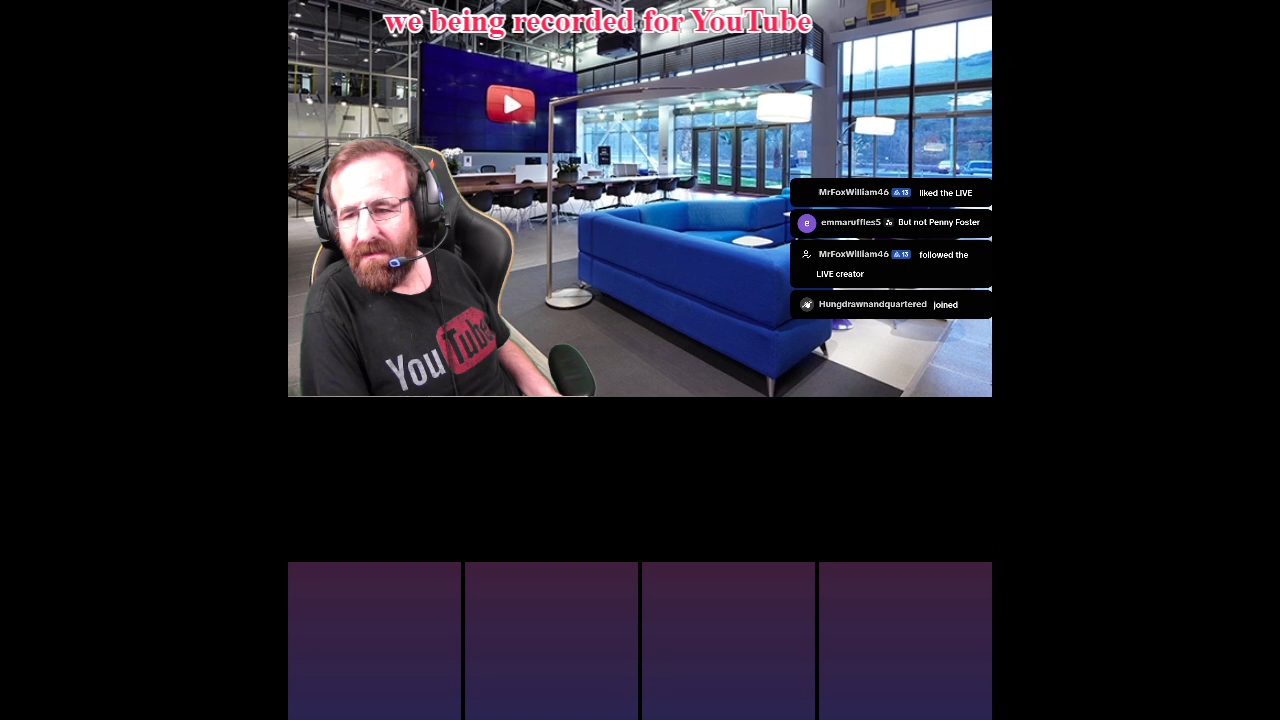 we being recorded for YouTube
MrFoxWilliam46 13 liked the LIVE
e emmaruffles5 But not Penny Foster
MrFoxWilliam46 13 followed the
LIVE creator
Hungdrawnandquartered joined
YouTube